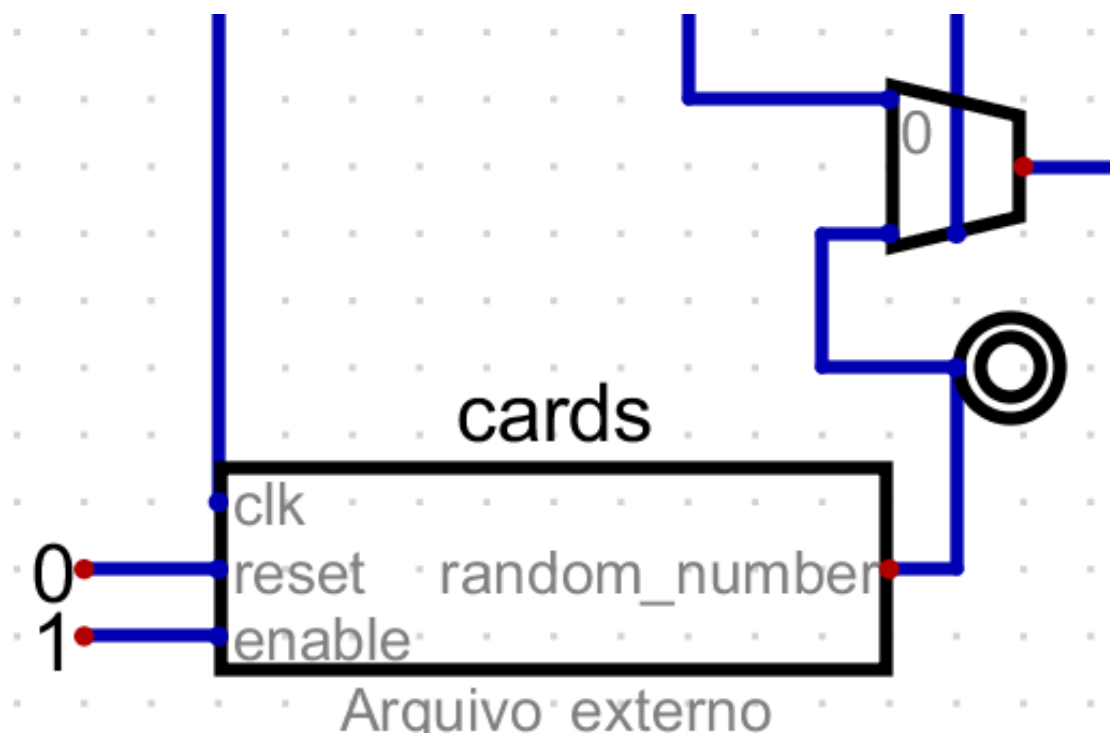 0
cards
clk
0 reset random_number
1 enable
Arquivo externo